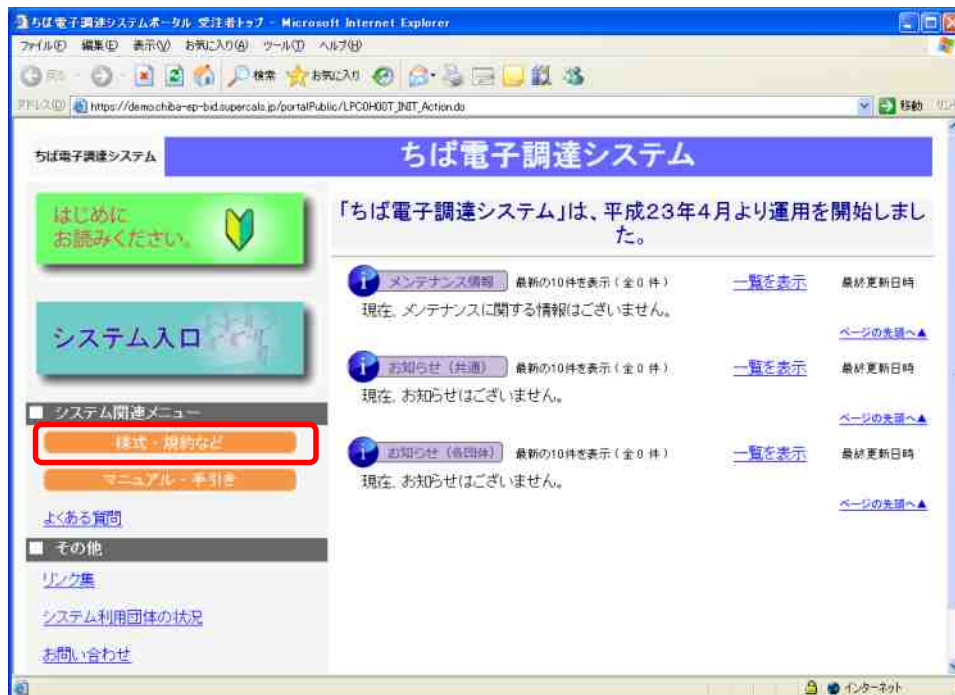 ちば電子調達システムポータル 受注者トップ - Microsoft Internet Explorer
ファイル(F) 編集(E) 表示(V) お気に入り(A) ツール(T) ヘルプ(H)
戻る 検索 お気に入り
アドレス(D) https://demo.chiba-ep-bid.supercals.jp/portalPublic/LPC0H00T_INIT_Action.do 移動
ちば電子調達システム
ちば電子調達システム
はじめに
お読みください。
システム入口
システム関連メニュー
様式・規約など
マニュアル・手引き
よくある質問
その他
リンク集
システム利用団体の状況
お問い合わせ
「ちば電子調達システム」は、平成23年4月より運用を開始しまし
た。
メンテナンス情報 最新の10件を表示(全0件) 一覧を表示 最終更新日時
現在、メンテナンスに関する情報はございません。
ページの先頭へ▲
お知らせ（共通） 最新の10件を表示(全0件) 一覧を表示 最終更新日時
現在、お知らせはございません。
ページの先頭へ▲
お知らせ（各団体） 最新の10件を表示(全0件) 一覧を表示 最終更新日時
現在、お知らせはございません。
ページの先頭へ▲
インターネット